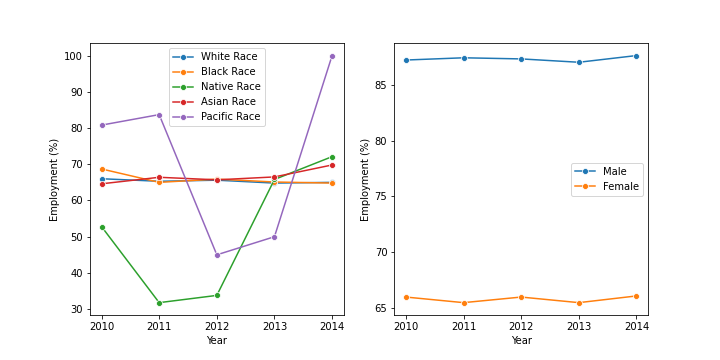 100
90
80
70
60
50
40
30
Employment (%)
2010 2011 2012 2013 2014
Year
White Race
Black Race
Native Race
Asian Race
Pacific Race
85
80
75
70
65
Employment (%)
2010 2011 2012 2013 2014
Year
Male
Female